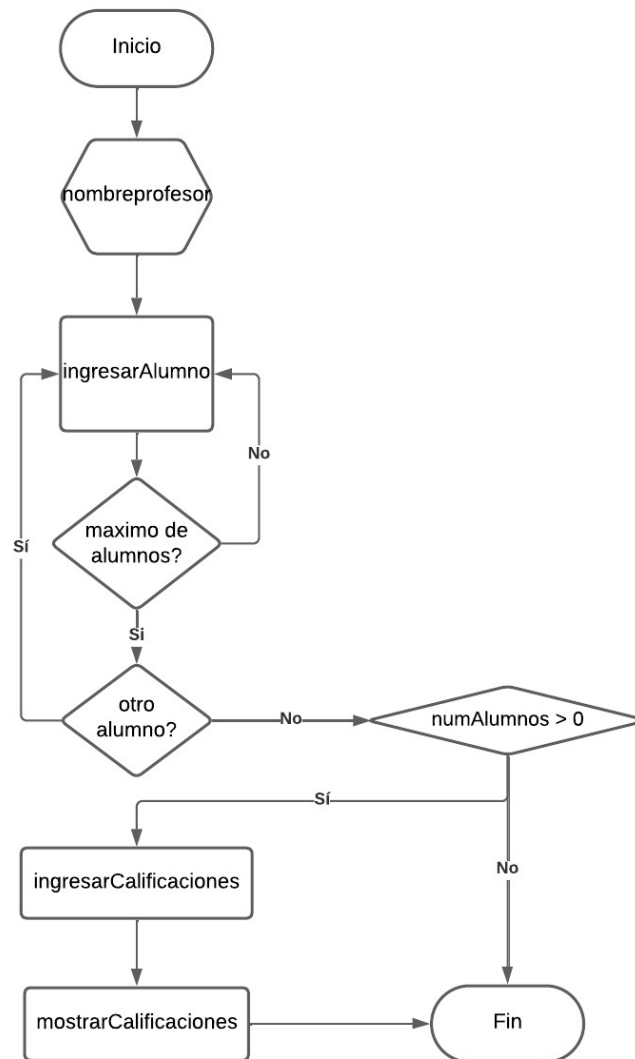 Inicio
nombreprofesor
ingresarAlumno
No
maximo de
alumnos?
Sí
Si
otro
alumno?
No
numAlumnos > 0
Sí
ingresarCalificaciones
No
mostrarCalificaciones
Fin